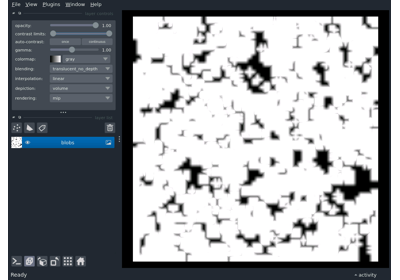 File View Plugins Window Help
opacity: 1.00
contrast limits:
auto-contrast: once continuous
gamma: 1.00
colormap: gray
blending: translucent_no_depth
interpolation: linear
depiction: volume
rendering: mip
blobs
Ready
activity